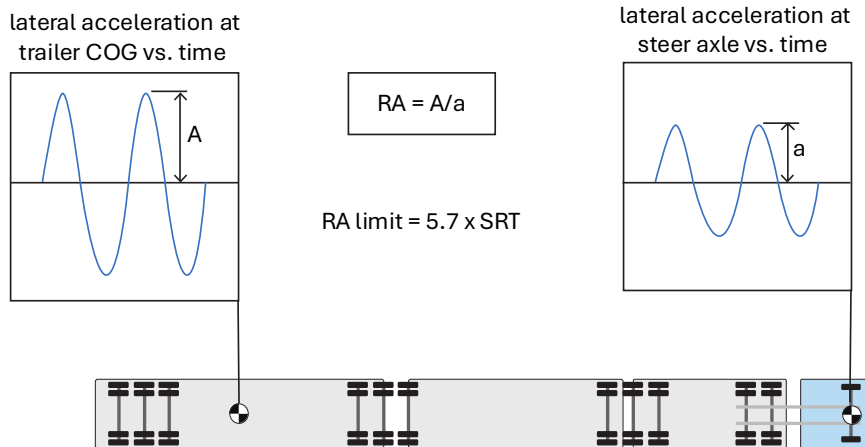 lateral acceleration at
trailer COG vs. time
A
RA = A/a
RA limit = 5.7 x SRT
lateral acceleration at
steer axle vs. time
a